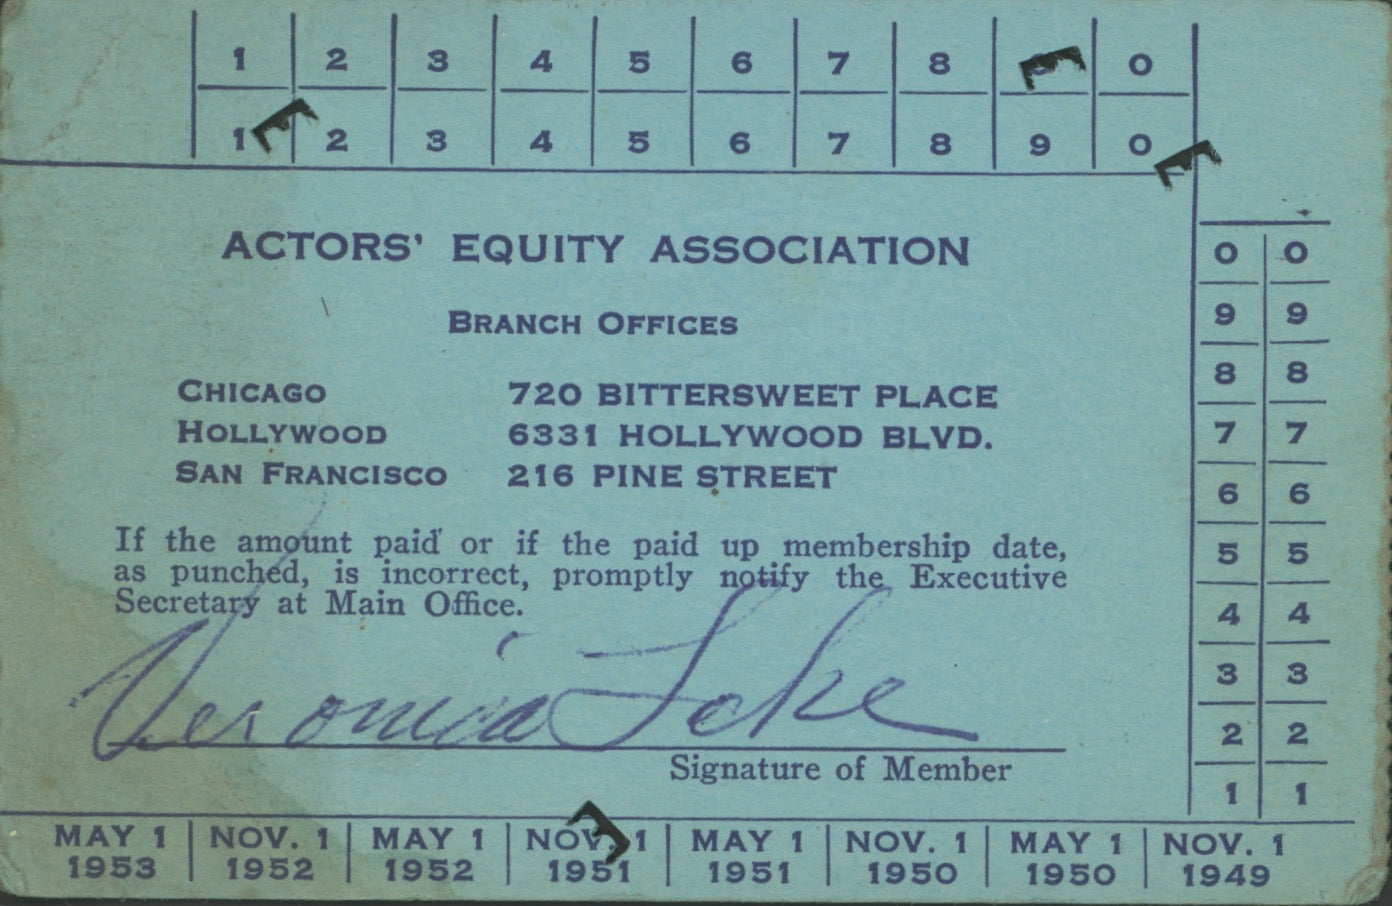 1 2 3 4 5 6 7 8 0
1 2 3 4 5 6 7 8 9 0
ACTORS' EQUITY ASSOCIATION
BRANCH OFFICES
CHICAGO 720 BITTERSWEET PLACE
HOLLYWOOD 6331 HOLLYWOOD BLVD.
SAN FRANCISCO 216 PINE STREET
If the amount paid or if the paid up membership date,
as punched, is incorrect, promptly notify the Executive
Secretary at Main Office.
Veronica Lake
Signature of Member
0 0
9 9
8 8
7 7
6 6
5 5
4 4
3 3
2 2
1 1
MAY 1 NOV. 1 MAY 1 NOV. 1 MAY 1 NOV. 1 MAY 1 NOV. 1
1953 1952 1952 1951 1951 1950 1950 1949